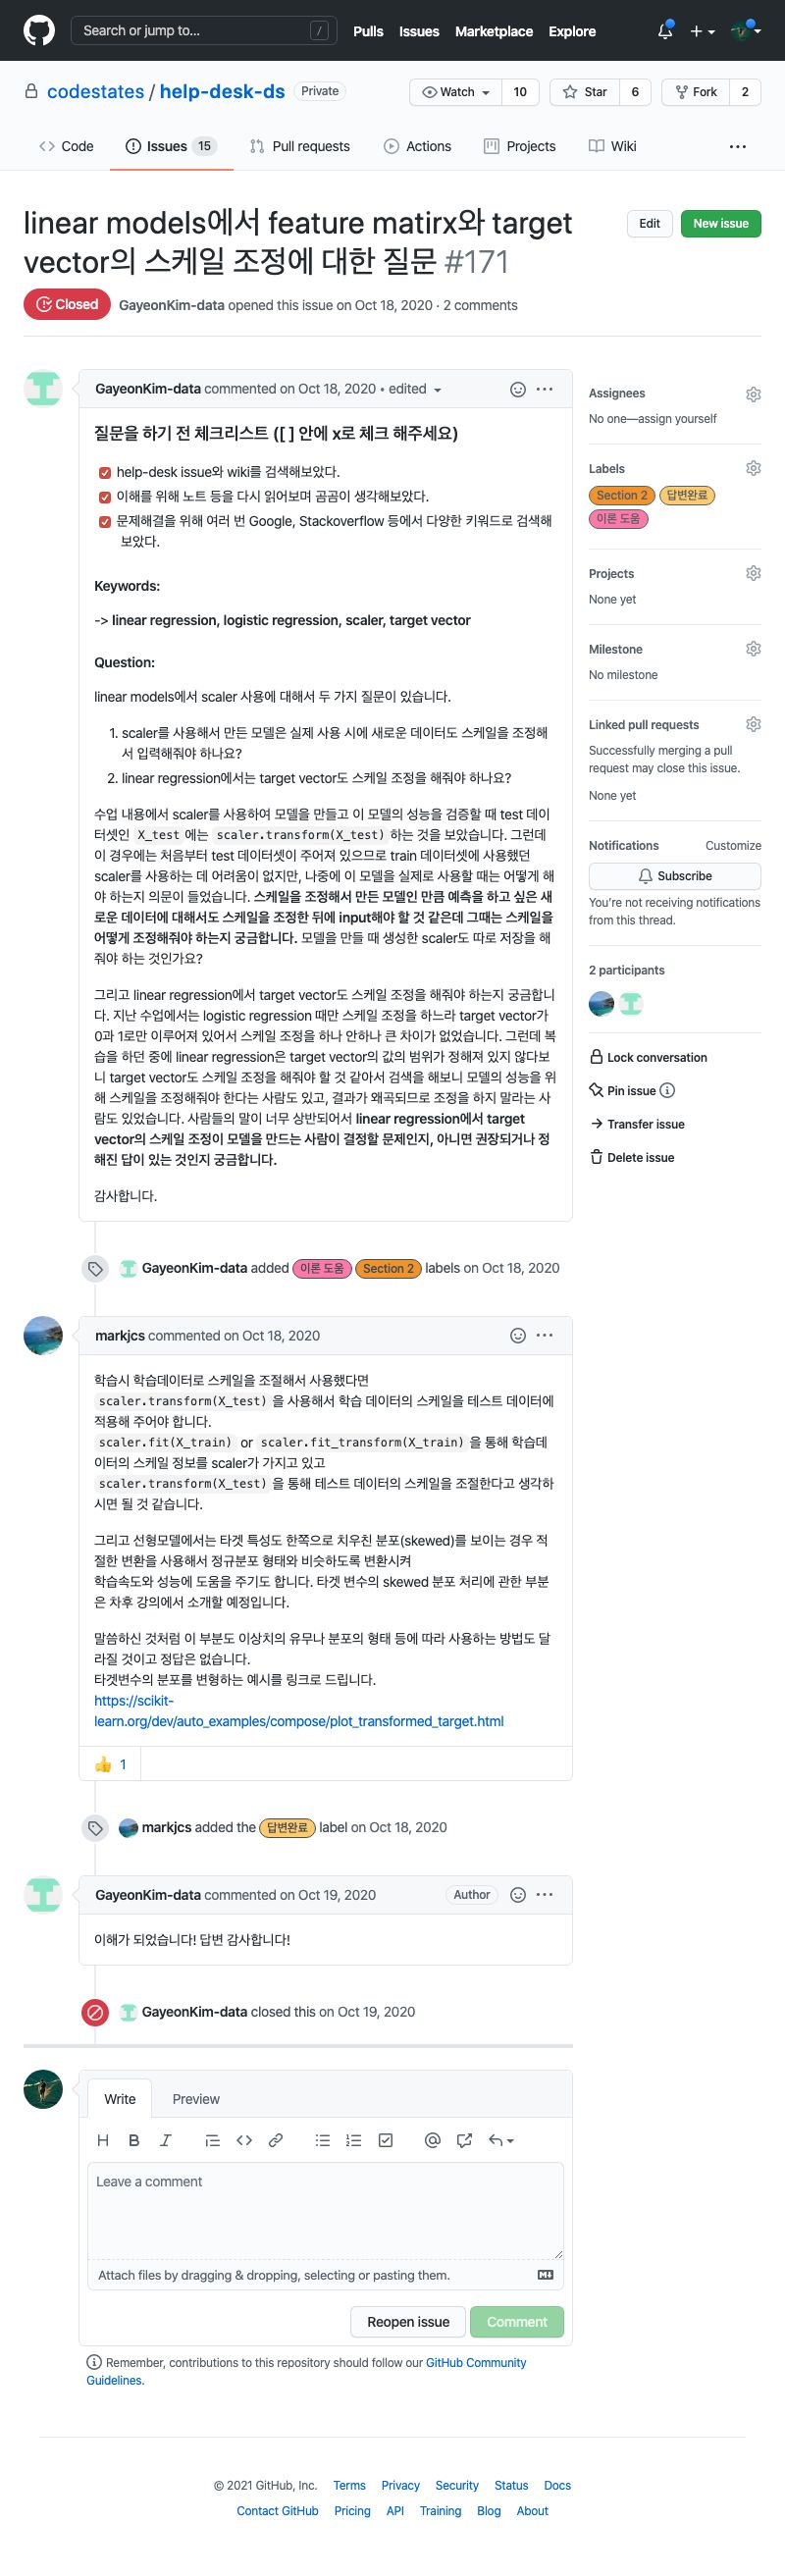 Search or jump to...
/
Pulls Issues Marketplace Explore
codestates / help-desk-ds Private
Watch 10 Star 6 Fork 2
Code Issues 15 Pull requests Actions Projects Wiki
linear models에서 feature matirx와 target
vector의 스케일 조정에 대한 질문 #171
Edit New issue
Closed GayeonKim-data opened this issue on Oct 18, 2020 · 2 comments
GayeonKim-data commented on Oct 18, 2020 • edited
질문을 하기 전 체크리스트 ([ ] 안에 x로 체크 해주세요)
help-desk issue와 wiki를 검색해보았다.
이해를 위해 노트 등을 다시 읽어보며 곰곰이 생각해보았다.
문제해결을 위해 여러 번 Google, Stackoverflow 등에서 다양한 키워드로 검색해
보았다.
Keywords:
-> linear regression, logistic regression, scaler, target vector
Question:
linear models에서 scaler 사용에 대해서 두 가지 질문이 있습니다.
1. scaler를 사용해서 만든 모델은 실제 사용 시에 새로운 데이터도 스케일을 조정해
서 입력해줘야 하나요?
2. linear regression에서는 target vector도 스케일 조정을 해줘야 하나요?
수업 내용에서 scaler를 사용하여 모델을 만들고 이 모델의 성능을 검증할 때 test 데이
터셋인 X_test 에는 scaler.transform(X_test) 하는 것을 보았습니다. 그런데
이 경우에는 처음부터 test 데이터셋이 주어져 있으므로 train 데이터셋에 사용했던
scaler를 사용하는 데 어려움이 없지만, 나중에 이 모델을 실제로 사용할 때는 어떻게 해
야 하는지 의문이 들었습니다. 스케일을 조정해서 만든 모델인 만큼 예측을 하고 싶은 새
로운 데이터에 대해서도 스케일을 조정한 뒤에 input해야 할 것 같은데 그때는 스케일을
어떻게 조정해줘야 하는지 궁금합니다. 모델을 만들 때 생성한 scaler도 따로 저장을 해
줘야 하는 것인가요?
그리고 linear regression에서 target vector도 스케일 조정을 해줘야 하는지 궁금합니
다. 지난 수업에서는 logistic regression 때만 스케일 조정을 하느라 target vector가
0과 1로만 이루어져 있어서 스케일 조정을 하나 안하나 큰 차이가 없었습니다. 그런데 복
습을 하던 중에 linear regression은 target vector의 값의 범위가 정해져 있지 않다보
니 target vector도 스케일 조정을 해줘야 할 것 같아서 검색을 해보니 모델의 성능을 위
해 스케일을 조정해줘야 한다는 사람도 있고, 결과가 왜곡되므로 조정을 하지 말라는 사
람도 있었습니다. 사람들의 말이 너무 상반되어서 linear regression에서 target
vector의 스케일 조정이 모델을 만드는 사람이 결정할 문제인지, 아니면 권장되거나 정
해진 답이 있는 것인지 궁금합니다.
감사합니다.
GayeonKim-data added 이론 도움 Section 2 labels on Oct 18, 2020
markjcs commented on Oct 18, 2020
학습시 학습데이터로 스케일을 조절해서 사용했다면
scaler.transform(X_test) 을 사용해서 학습 데이터의 스케일을 테스트 데이터에
적용해 주어야 합니다.
scaler.fit(X_train) or scaler.fit_transform(X_train) 을 통해 학습데
이터의 스케일 정보를 scaler가 가지고 있고
scaler.transform(X_test) 을 통해 테스트 데이터의 스케일을 조절한다고 생각하
시면 될 것 같습니다.
그리고 선형모델에서는 타겟 특성도 한쪽으로 치우친 분포(skewed)를 보이는 경우 적
절한 변환을 사용해서 정규분포 형태와 비슷하도록 변환시켜
학습속도와 성능에 도움을 주기도 합니다. 타겟 변수의 skewed 분포 처리에 관한 부분
은 차후 강의에서 소개할 예정입니다.
말씀하신 것처럼 이 부분도 이상치의 유무나 분포의 형태 등에 따라 사용하는 방법도 달
라질 것이고 정답은 없습니다.
타겟변수의 분포를 변형하는 예시를 링크로 드립니다.
https://scikit-
learn.org/dev/auto_examples/compose/plot_transformed_target.html
👍 1
markjcs added the 답변완료 label on Oct 18, 2020
GayeonKim-data commented on Oct 19, 2020 Author
이해가 되었습니다! 답변 감사합니다!
GayeonKim-data closed this on Oct 19, 2020
Write Preview
Leave a comment
Attach files by dragging & dropping, selecting or pasting them.
Reopen issue Comment
Remember, contributions to this repository should follow our GitHub Community
Guidelines.
Assignees
No one—assign yourself
Labels
Section 2 답변완료
이론 도움
Projects
None yet
Milestone
No milestone
Linked pull requests
Successfully merging a pull
request may close this issue.
None yet
Notifications Customize
Subscribe
You're not receiving notifications
from this thread.
2 participants
Lock conversation
Pin issue
Transfer issue
Delete issue
© 2021 GitHub, Inc. Terms Privacy Security Status Docs
Contact GitHub Pricing API Training Blog About